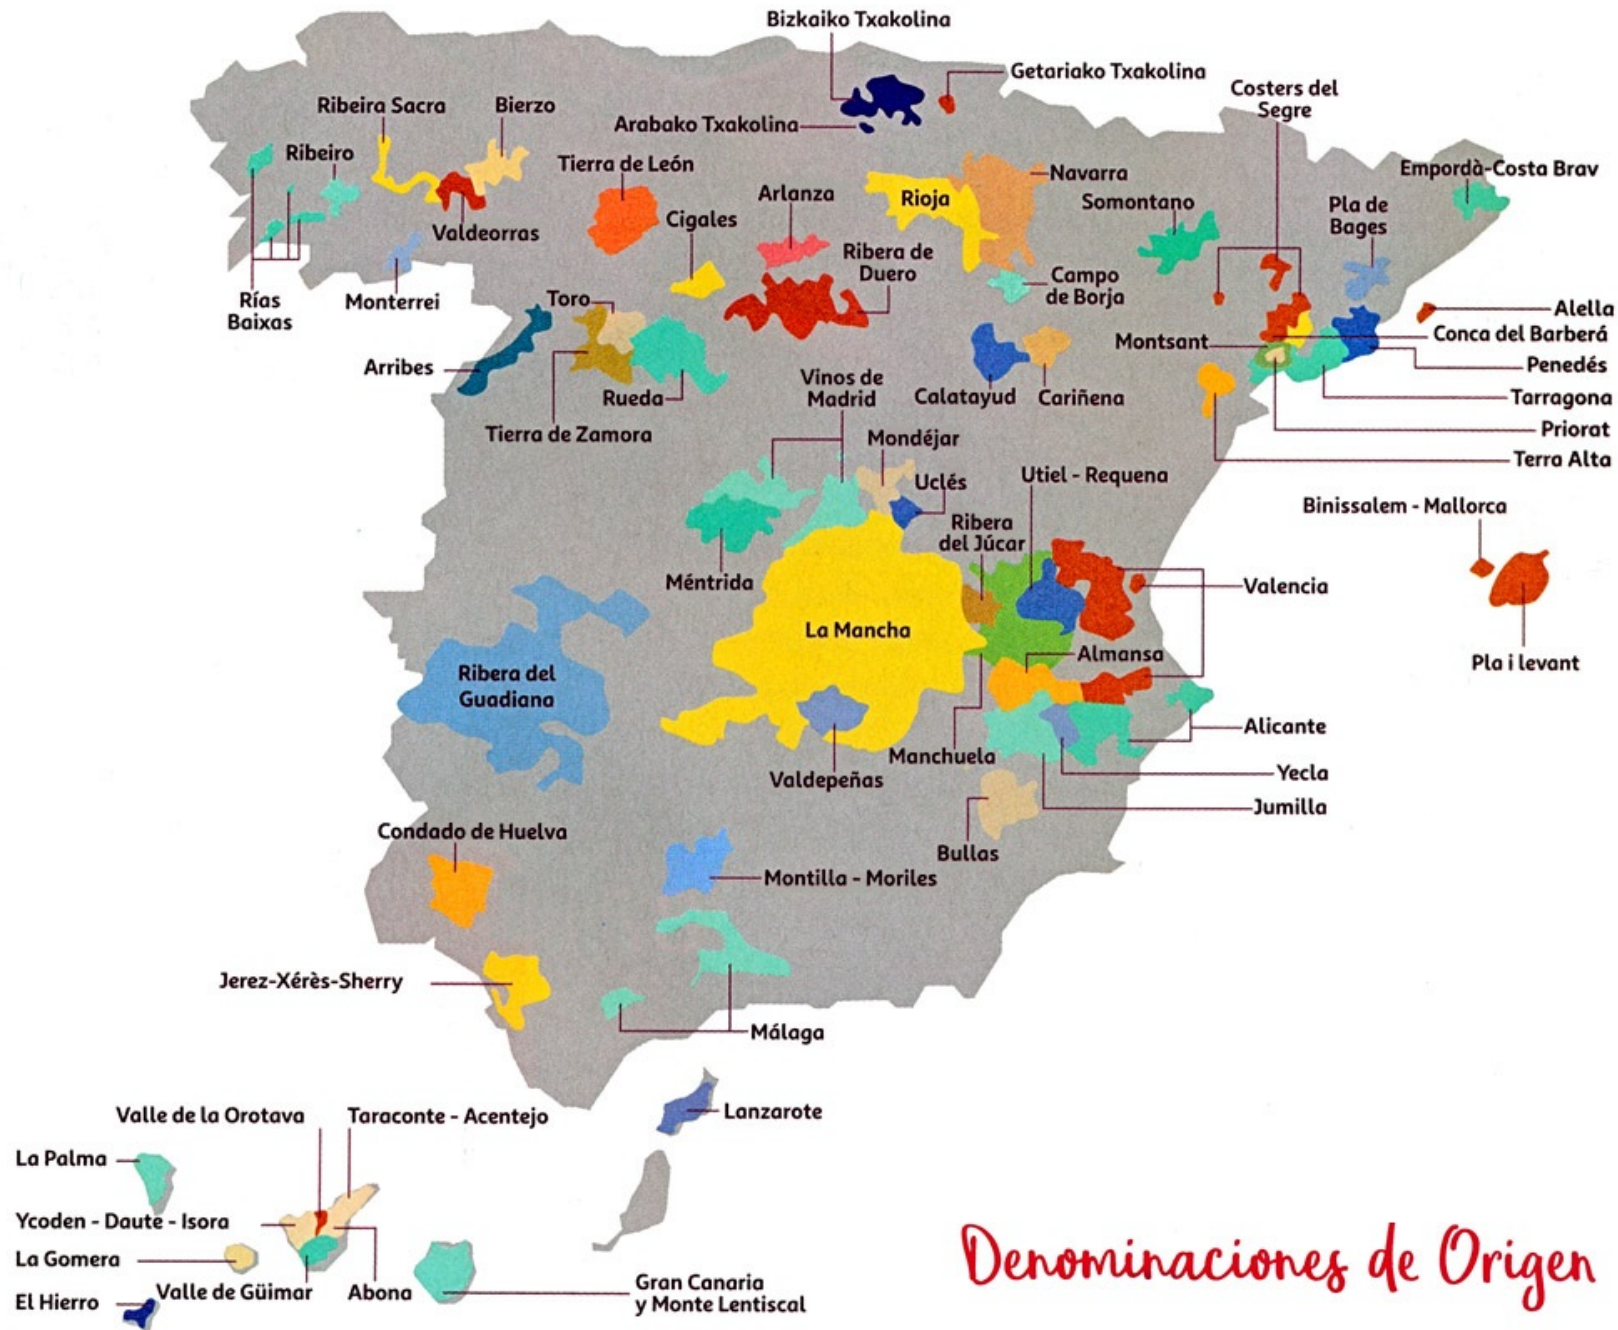 Bizkaiko Txakolina
Getariako Txakolina
Costers del
Segre
Ribeira Sacra
Bierzo
Arabako Txakolina
Ribeiro
Tierra de León
Navarra
Empordà-Costa Brav
Arlanza
Rioja
Somontano
Pla de
Bages
Cigales
Valdeorras
Ribera de
Duero
Campo
de Borja
Rías
Baixas
Monterrei
Toro
Alella
Conca del Barberá
Montsant
Penedés
Arribes
Vinos de
Madrid
Calatayud
Cariñena
Rueda
Tarragona
Tierra de Zamora
Mondéjar
Priorat
Terra Alta
Uclés
Utiel - Requena
Binissalem - Mallorca
Ribera
del Júcar
Méntrida
Valencia
La Mancha
Almansa
Pla i levant
Ribera del
Guadiana
Alicante
Manchuela
Valdepeñas
Yecla
Jumilla
Condado de Huelva
Bullas
Montilla - Moriles
Jerez-Xérès-Sherry
Málaga
Lanzarote
Valle de la Orotava
Taraconte - Acentejo
La Palma
Ycoden - Daute - Isora
La Gomera
Valle de Güimar
Abona
El Hierro
Gran Canaria
y Monte Lentiscal
Denominaciones de Origen